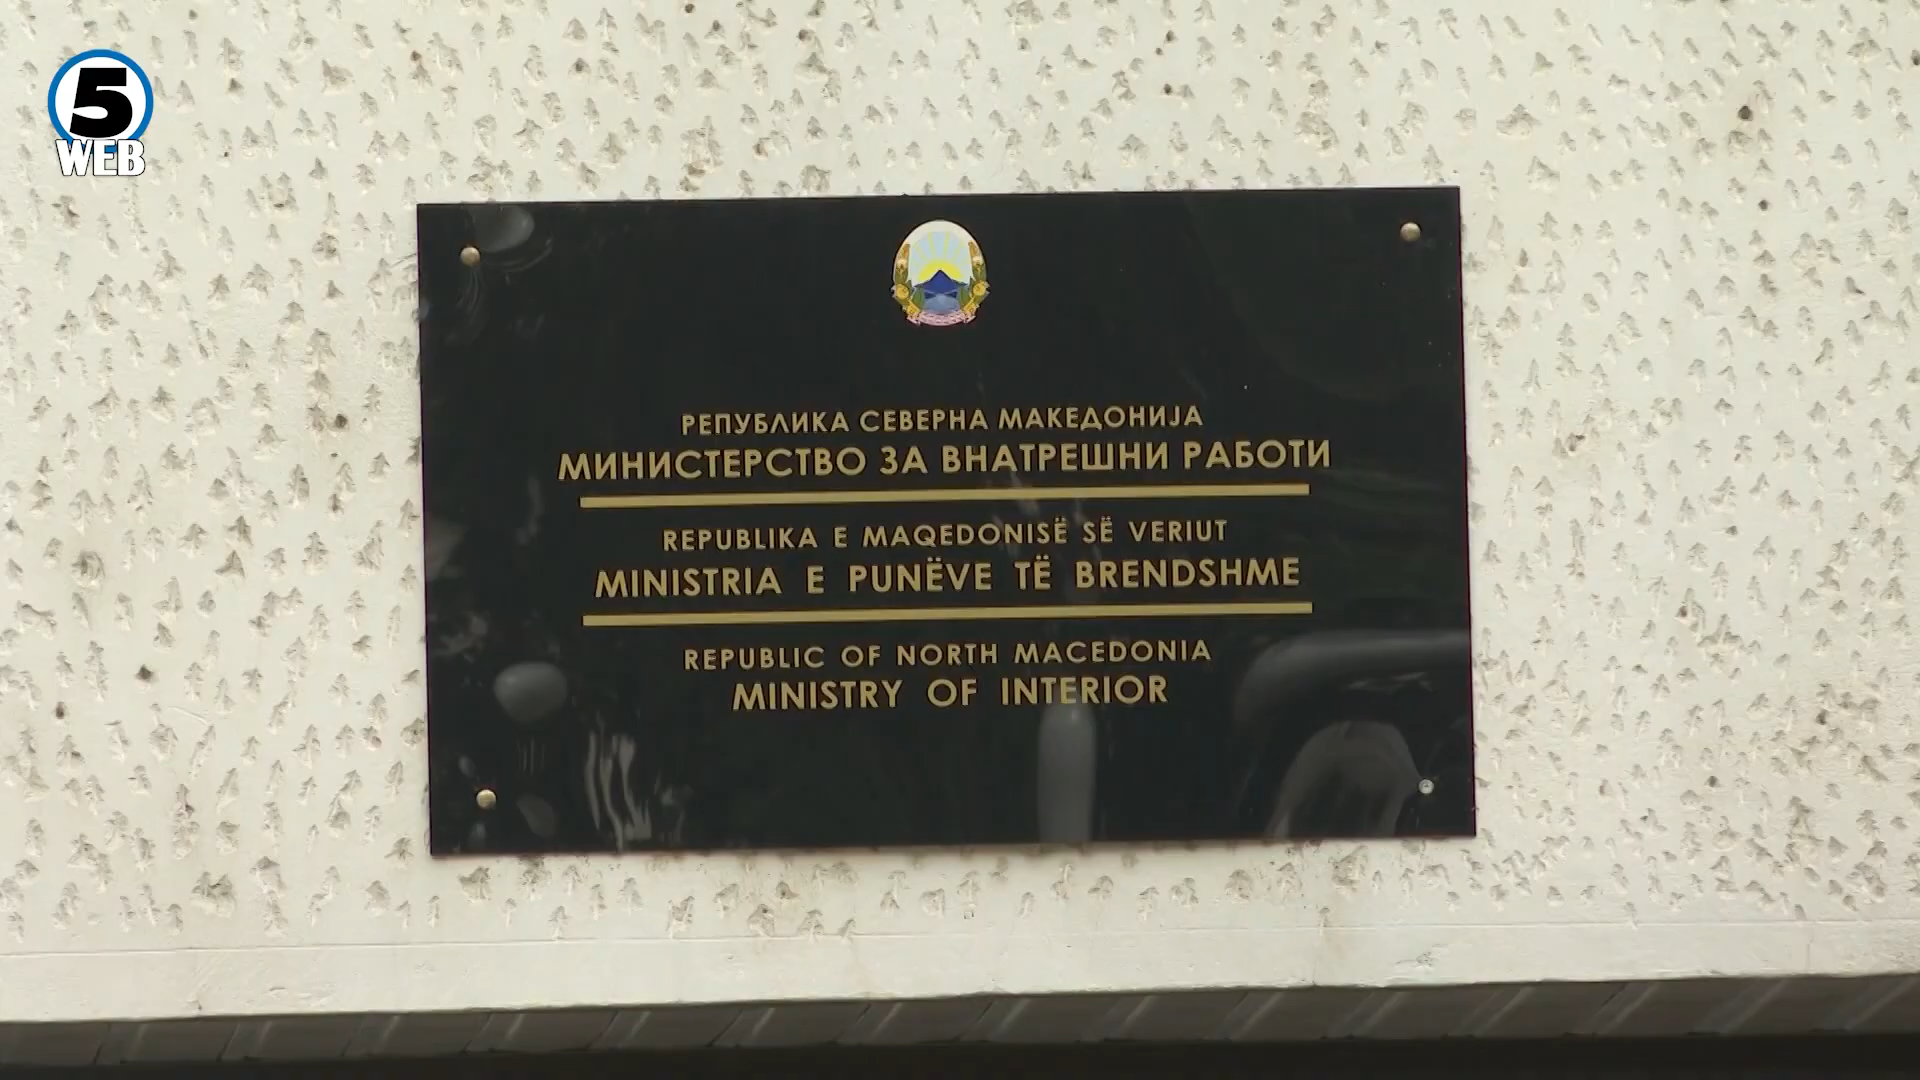 5
WEB
РЕПУБЛИКА СЕВЕРНА МАКЕДОНИЈА
МИНИСТЕРСТВО ЗА ВНАТРЕШНИ РАБОТИ
REPUBLIKA E MAQEDONISË SË VERIUT
MINISTRIA E PUNËVE TË BRENDSHME
REPUBLIC OF NORTH MACEDONIA
MINISTRY OF INTERIOR